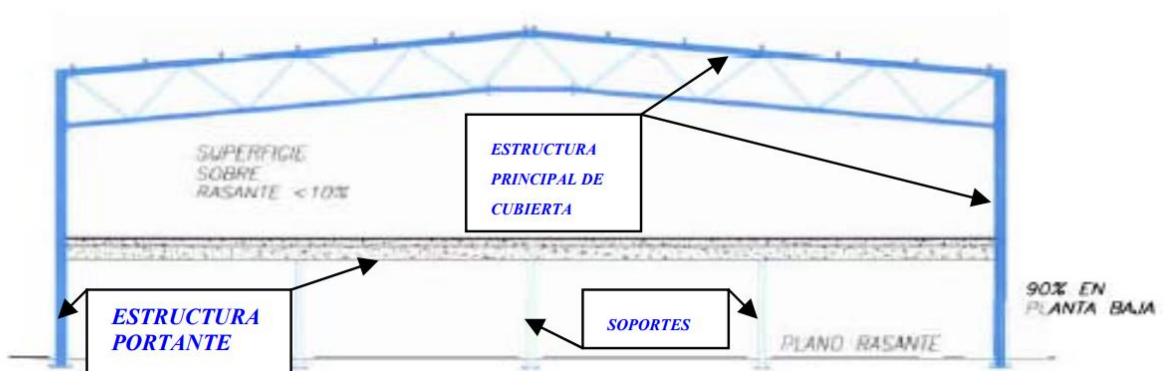 SUPERFICIE
SOBRE
RASANTE <10%
ESTRUCTURA
PRINCIPAL DE
CUBIERTA
ESTRUCTURA
PORTANTE
SOPORTES
PLANO RASANTE
90% EN
PLANTA BAJA